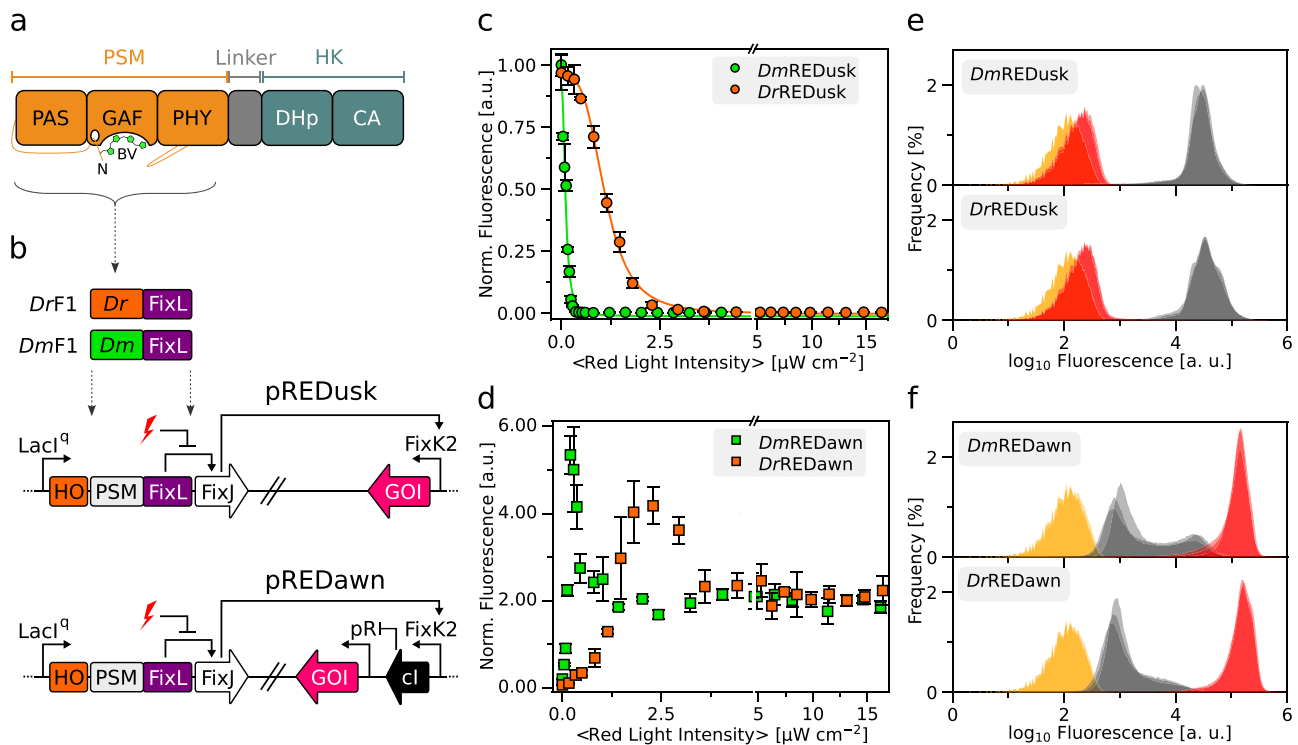 a
PSM
Linker
HK
PAS
GAF
PHY
DHp
CA
BV
N
b
DrF1
Dr
FixL
DmF1
Dm
FixL
pREDusk
LacI^q
FixK2
HO
PSM
FixL
FixJ
GOI
pREDawn
LacI^q
pR
FixK2
HO
PSM
FixL
FixJ
GOI
cI
c
DmREDusk
DrREDusk
1.00
0.75
0.50
0.25
0.00
Norm. Fluorescence [a.u.]
0.0
2.5
5
10
15
<Red Light Intensity> [µW cm⁻²]
d
DmREDawn
DrREDawn
6.00
4.00
2.00
0.00
Norm. Fluorescence [a.u.]
0.0
2.5
5
10
15
<Red Light Intensity> [µW cm⁻²]
e
DmREDusk
2
0
DrREDusk
2
0
Frequency [%]
0
2
4
6
log₁₀ Fluorescence [a. u.]
f
DmREDawn
2
0
DrREDawn
2
0
Frequency [%]
0
2
4
6
log₁₀ Fluorescence [a. u.]